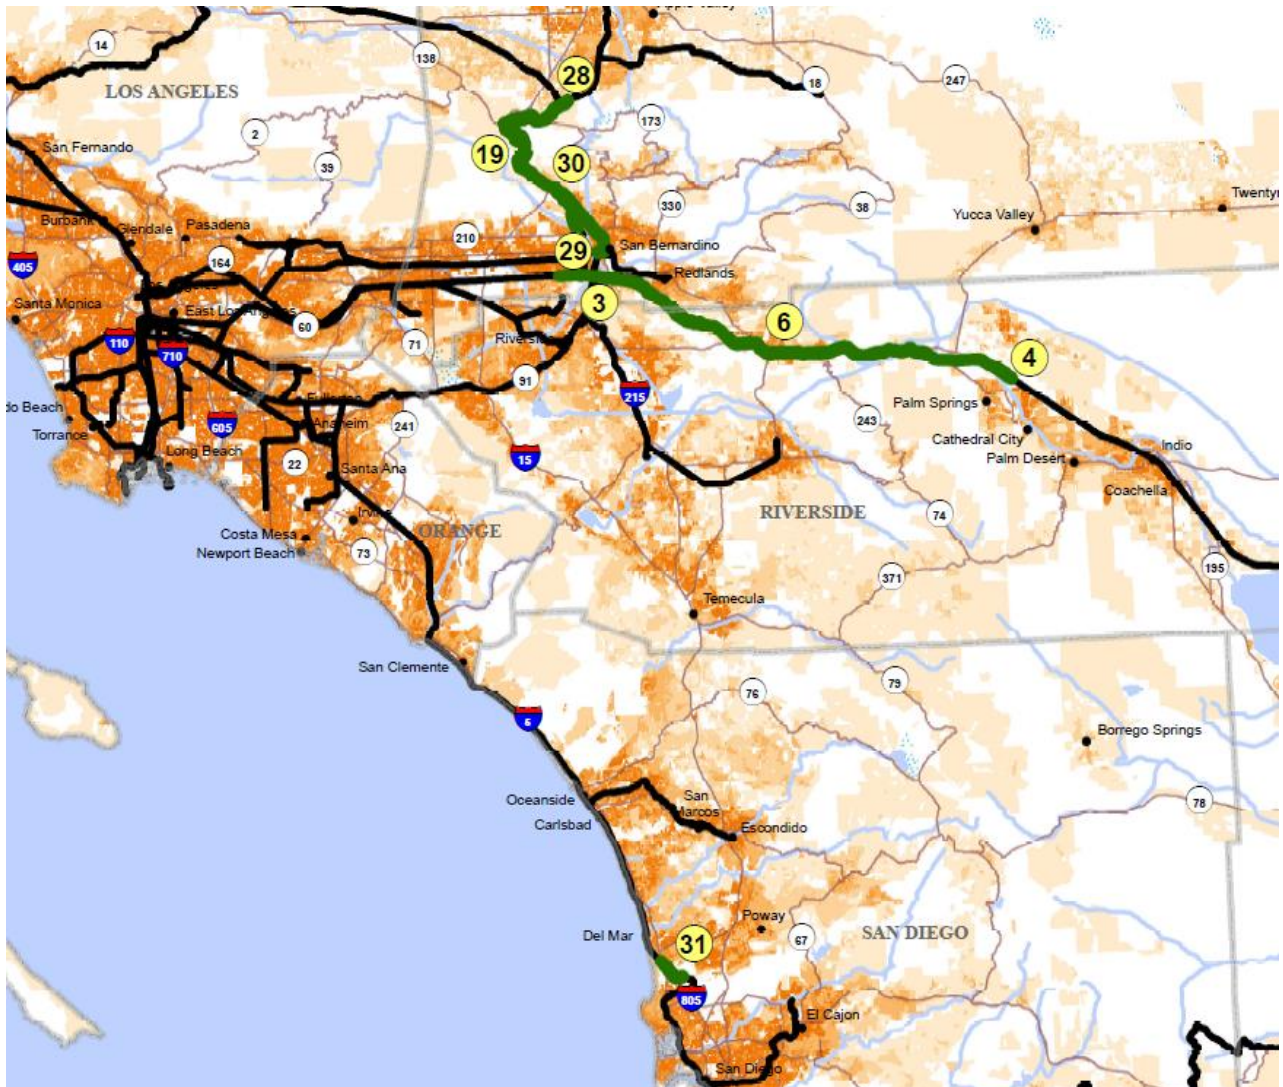 Apple Valley
14
138
28
18
247
LOS ANGELES
2
173
San Fernando
39
19
30
330
38
Yucca Valley
Twentyn
Burbank
Glendale
Pasadena
210
29
San Bernardino
405
164
Redlands
Santa Monica
East Los Angeles
60
3
6
110
710
71
Riverside
4
91
215
Palm Springs
do Beach
605
Fullerton
Anaheim
241
243
Torrance
Cathedral City
Indio
Long Beach
22
15
Palm Desert
Santa Ana
Coachella
RIVERSIDE
74
Irvine
Costa Mesa
ORANGE
Newport Beach
73
195
371
Temecula
San Clemente
76
79
5
Borrego Springs
Oceanside
San
Marcos
78
Carlsbad
Escondido
Poway
Del Mar
31
67
SAN DIEGO
805
El Cajon
San Diego